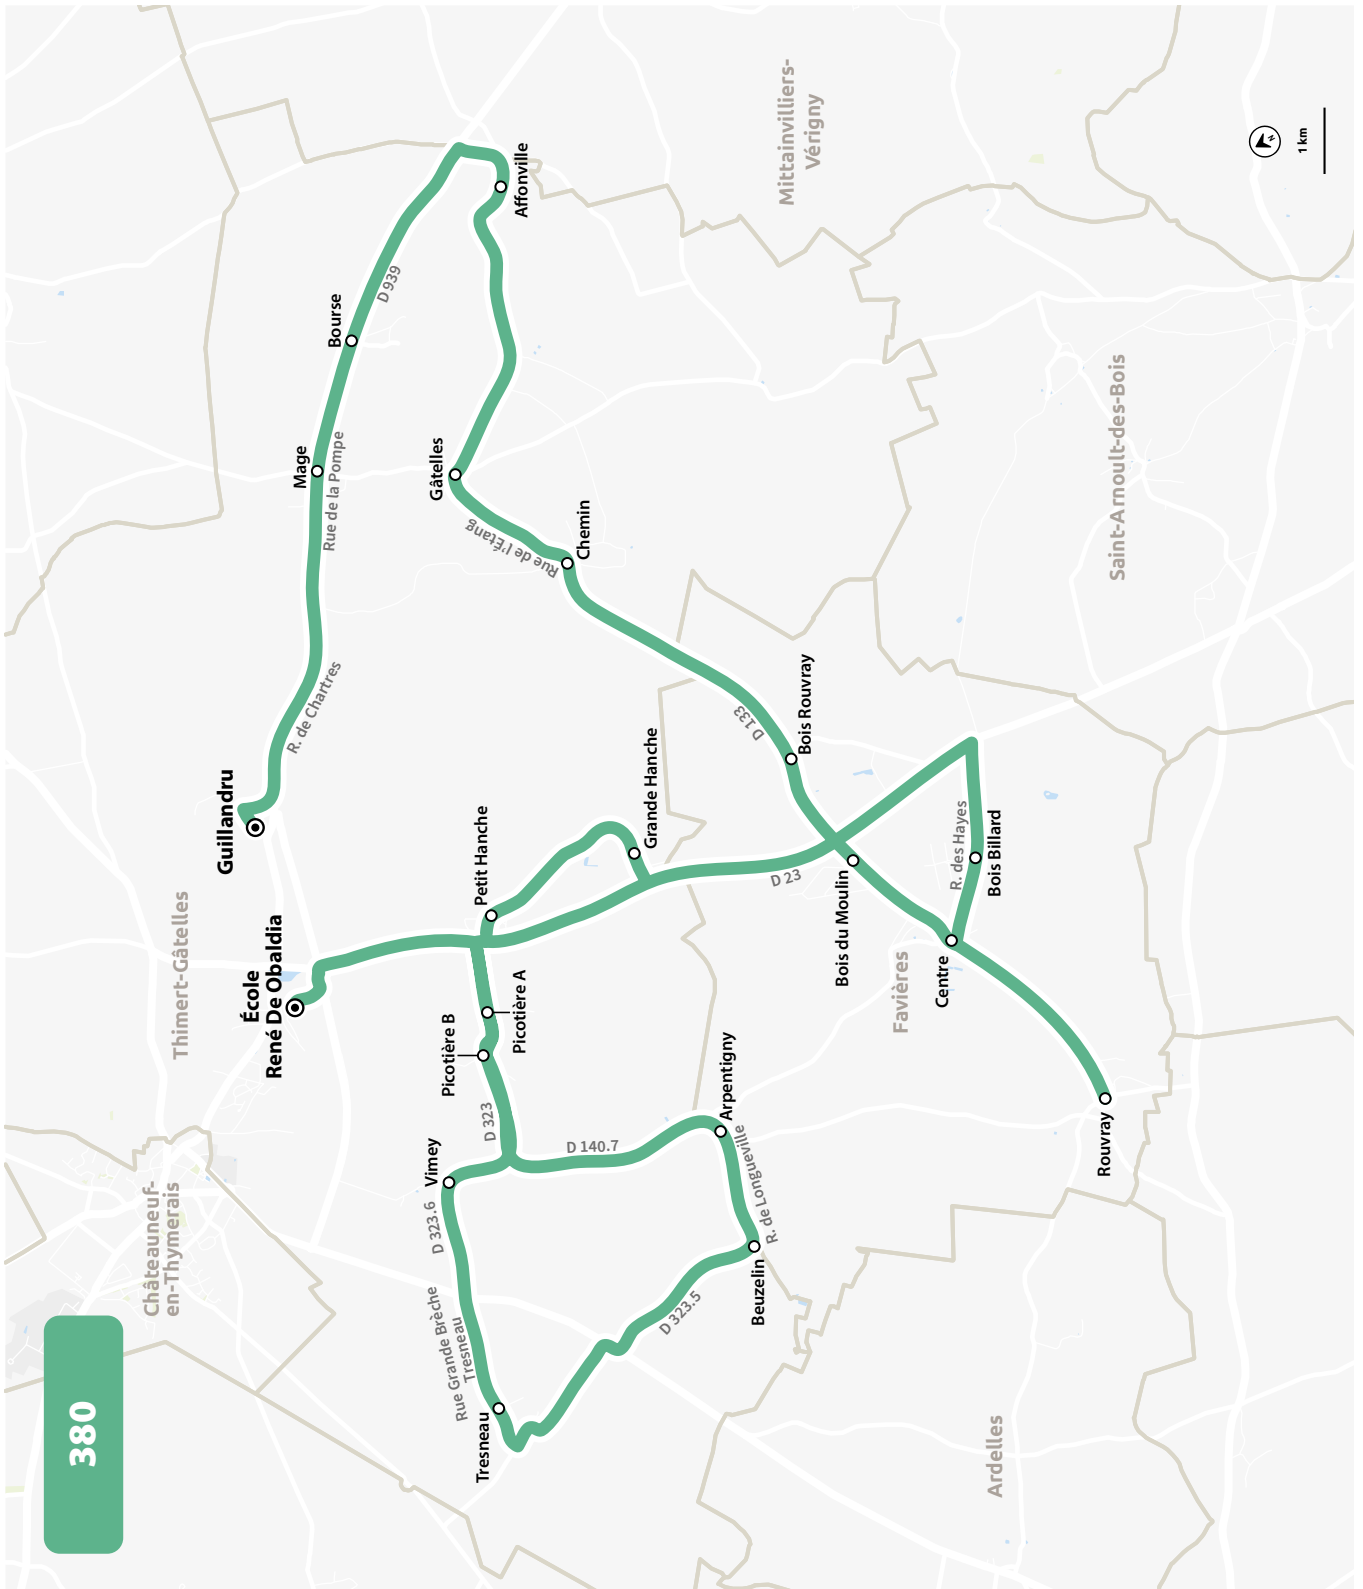 380
Châteauneuf-
en-Thymerais
Thimert-Gâtelles
École
René De Obaldia
Guillandru
R. de Chartres
Mage
Rue de la Pompe
Bourse
D 939
Affonville
Gâtelles
Rue de l'Étang
Chemin
D 133
Bois Rouvray
Grande Hanche
Petit Hanche
Picotière A
Picotière B
D 323
Vimey
D 323.6
Rue Grande Brèche
Tresneau
Tresneau
D 323.5
Beuzelin
R. de Longueville
Arpentigny
D 140.7
D 23
Bois du Moulin
R. des Hayes
Bois Billard
Centre
Favières
Rouvray
Ardelles
Saint-Arnoult-des-Bois
Mittainvilliers-
Vérigny
N
1 km